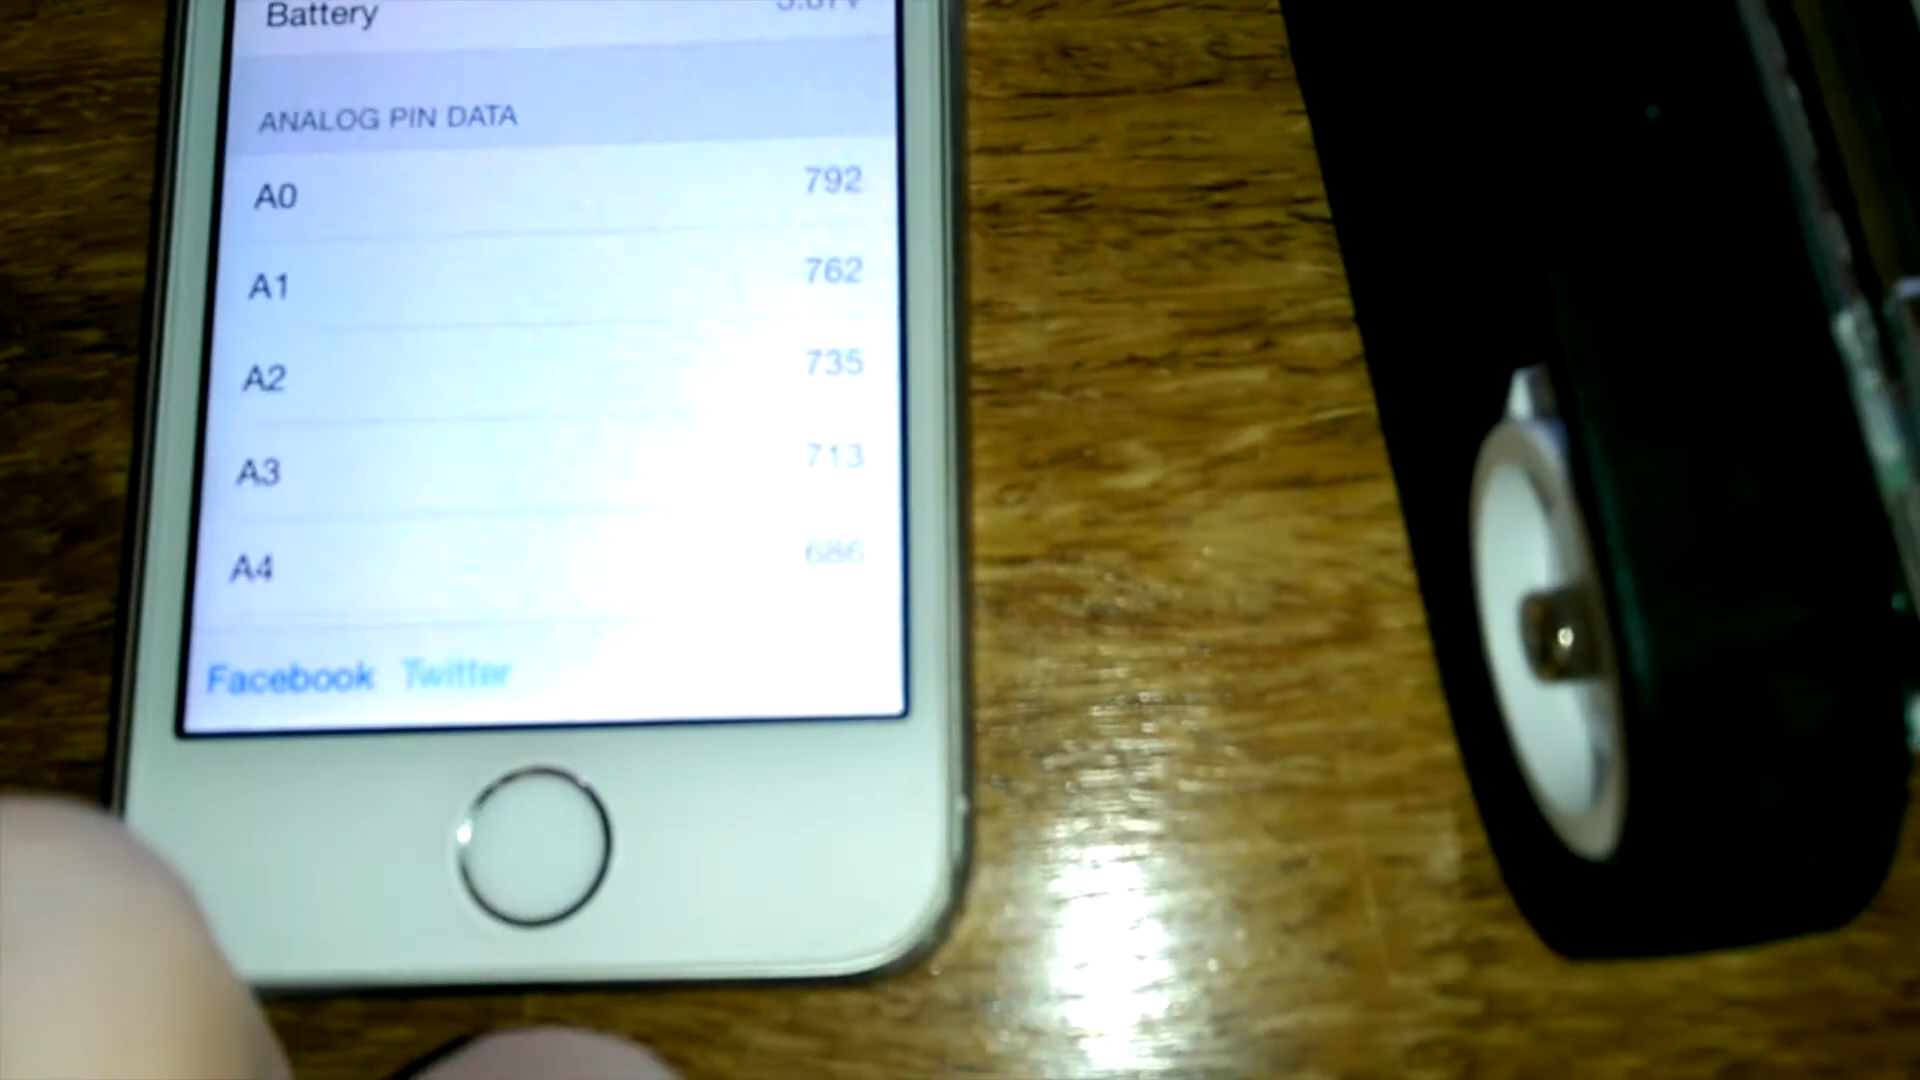 Battery
ANALOG PIN DATA
A0 792
A1 762
A2 735
A3 713
A4 686
Facebook Twitter